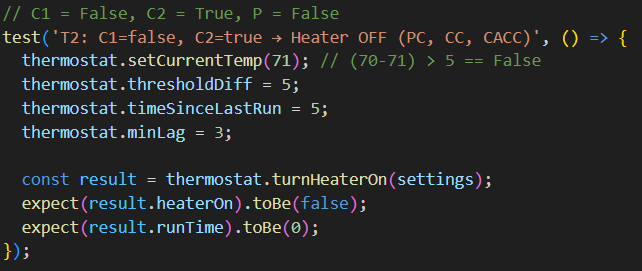 // C1 = False, C2 = True, P = False
test('T2: C1=false, C2=true → Heater OFF (PC, CC, CACC)', () => {
  thermostat.setCurrentTemp(71); // (70-71) > 5 == False
  thermostat.thresholdDiff = 5;
  thermostat.timeSinceLastRun = 5;
  thermostat.minLag = 3;

  const result = thermostat.turnHeaterOn(settings);
  expect(result.heaterOn).toBe(false);
  expect(result.runTime).toBe(0);
});